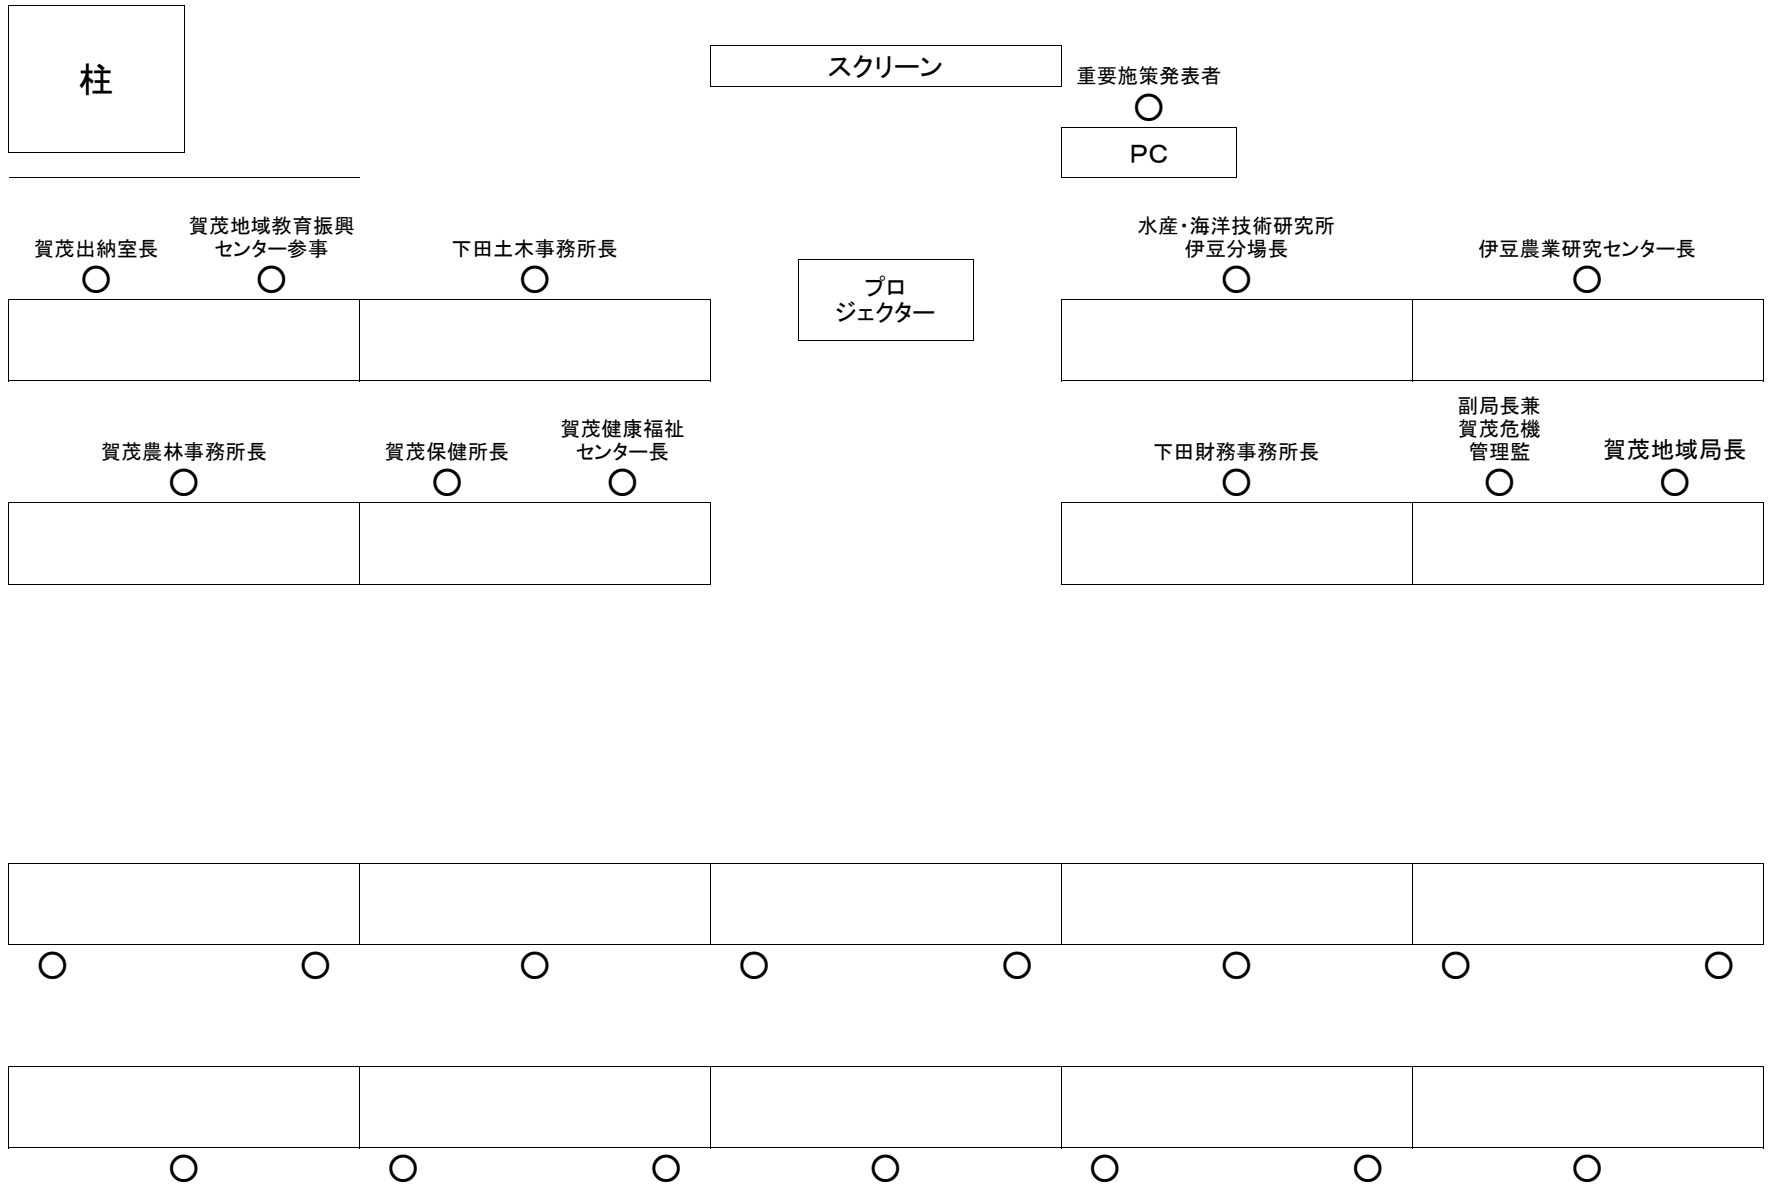 柱
スクリーン
重要施策発表者
○
PC
賀茂出納室長
○
賀茂地域教育振興
センター参事
○
下田土木事務所長
○
プロ
ジェクター
水産・海洋技術研究所
伊豆分場長
○
伊豆農業研究センター長
○
賀茂農林事務所長
○
賀茂保健所長
○
賀茂健康福祉
センター長
○
下田財務事務所長
○
副局長兼
賀茂危機
管理監
○
賀茂地域局長
○
○ ○ ○ ○ ○ ○ ○ ○
○ ○ ○ ○ ○ ○ ○